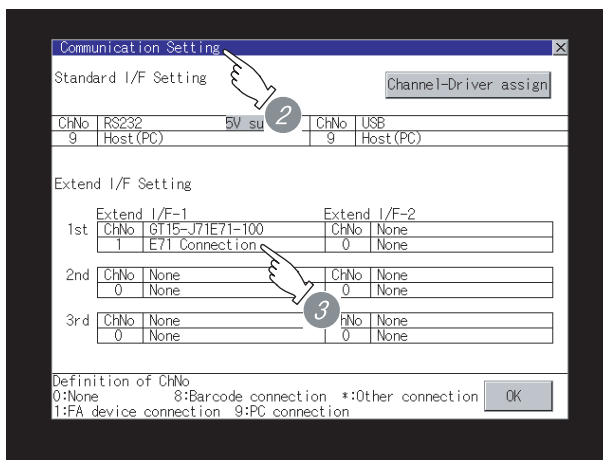 Communication Setting
Standard I/F Setting
Channel-Driver assign
ChNo RS232 5V su ChNo USB
9 Host(PC) 9 Host(PC)
2
Extend I/F Setting
Extend I/F-1 Extend I/F-2
1st ChNo GT15-J71E71-100 ChNo None
1 E71 Connection 0 None
2nd ChNo None ChNo None
0 None 0 None
3
3rd ChNo None hNo None
0 None 0 None
Definition of ChNo
0:None 8:Barcode connection *:Other connection
OK
1:FA device connection 9:PC connection